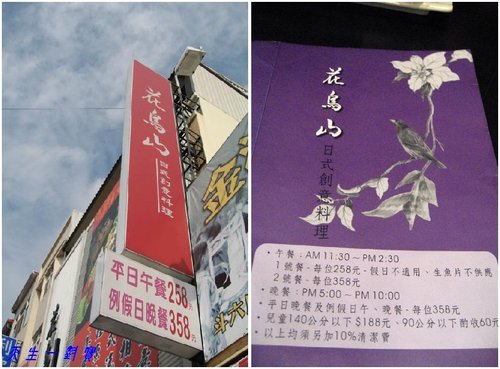 花鳥山
日式創意料理
平日午餐258元
例假日晚餐358元
斗六
花鳥山
日式創意料理
• 午餐：AM 11:30 ~ PM 2:30
1號餐 - 每位258元，假日不適用、生魚片不供應
2號餐 - 每位358元
• 晚餐：PM 5:00 ~ PM 10:00
• 平日晚餐及例假日午、晚餐 - 每位358元
• 兒童140公分以下 $188元、90公分以下酌收60元
• 以上均須另加10%清潔費